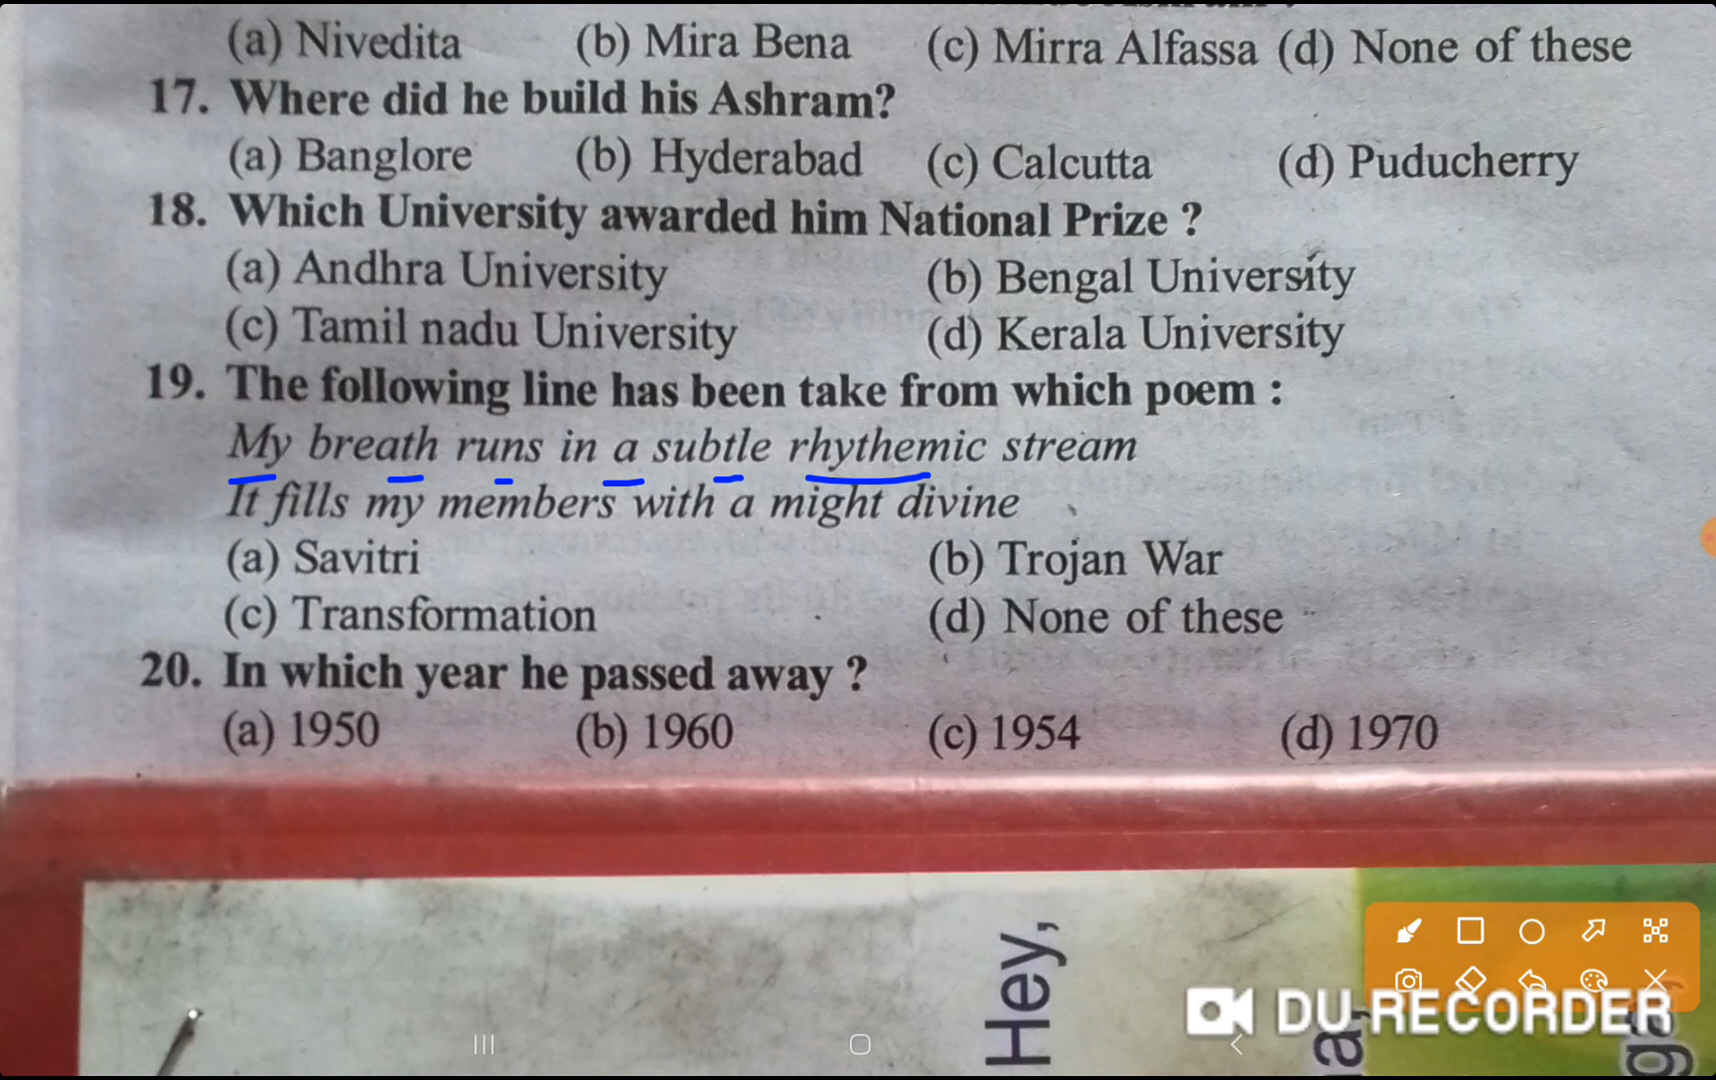 (a) Nivedita (b) Mira Bena (c) Mirra Alfassa (d) None of these
17. Where did he build his Ashram?
(a) Banglore (b) Hyderabad (c) Calcutta (d) Puducherry
18. Which University awarded him National Prize ?
(a) Andhra University (b) Bengal University
(c) Tamil nadu University (d) Kerala University
19. The following line has been take from which poem :
My breath runs in a subtle rhythemic stream
It fills my members with a might divine
(a) Savitri (b) Trojan War
(c) Transformation (d) None of these
20. In which year he passed away ?
(a) 1950 (b) 1960 (c) 1954 (d) 1970
Hey,
DU RECORDER